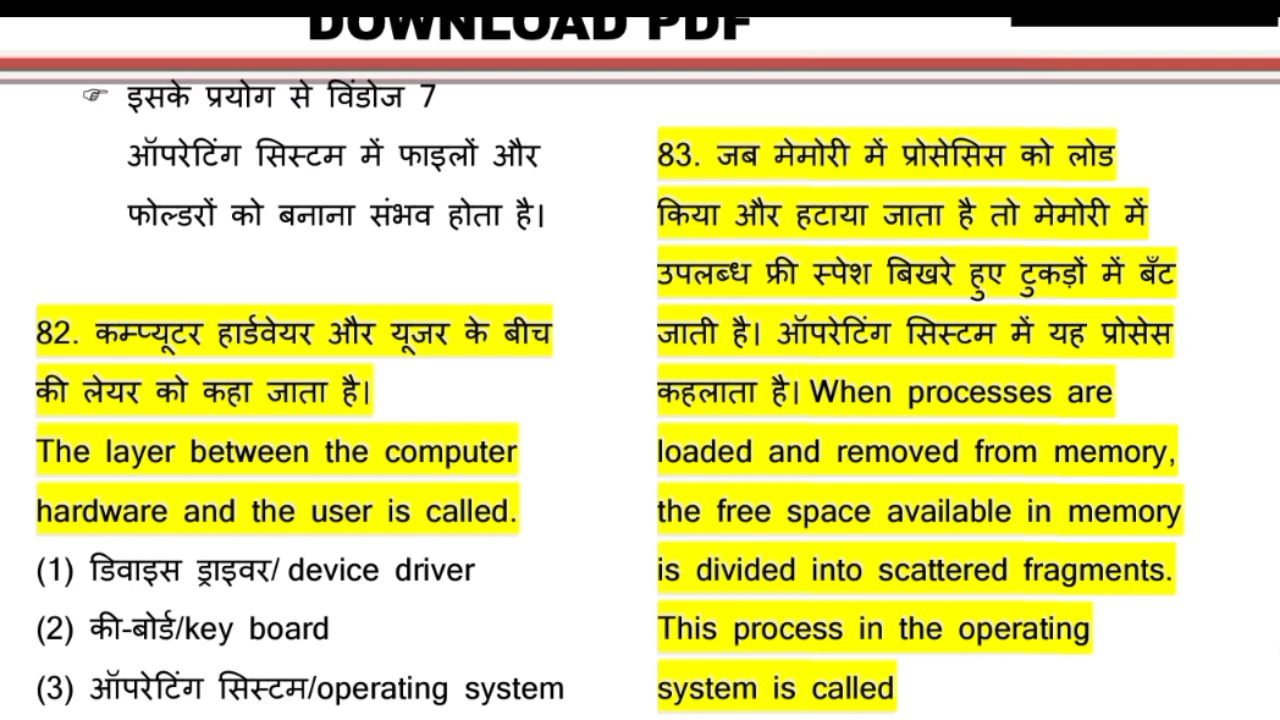 DOWNLOAD PDF
☞ इसके प्रयोग से विंडोज 7
ऑपरेटिंग सिस्टम में फाइलों और
फोल्डरों को बनाना संभव होता है।
82. कम्प्यूटर हार्डवेयर और यूजर के बीच
की लेयर को कहा जाता है।
The layer between the computer
hardware and the user is called.
(1) डिवाइस ड्राइवर/ device driver
(2) की-बोर्ड/key board
(3) ऑपरेटिंग सिस्टम/operating system
83. जब मेमोरी में प्रोसेसिस को लोड
किया और हटाया जाता है तो मेमोरी में
उपलब्ध फ्री स्पेश बिखरे हुए टुकड़ों में बँट
जाती है। ऑपरेटिंग सिस्टम में यह प्रोसेस
कहलाता है। When processes are
loaded and removed from memory,
the free space available in memory
is divided into scattered fragments.
This process in the operating
system is called